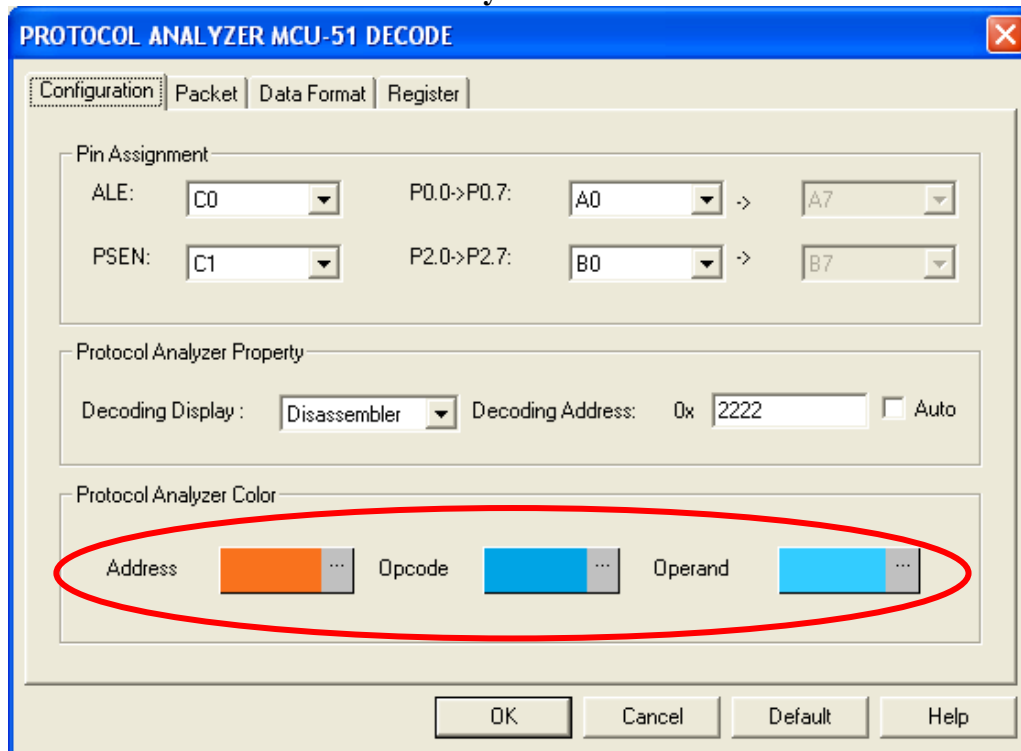 PROTOCOL ANALYZER MCU-51 DECODE
Configuration Packet Data Format Register
Pin Assignment
ALE: C0 P0.0->P0.7: A0 -> A7
PSEN: C1 P2.0->P2.7: B0 -> B7
Protocol Analyzer Property
Decoding Display : Disassembler Decoding Address: 0x 2222 Auto
Protocol Analyzer Color
Address ... Opcode ... Operand ...
OK Cancel Default Help